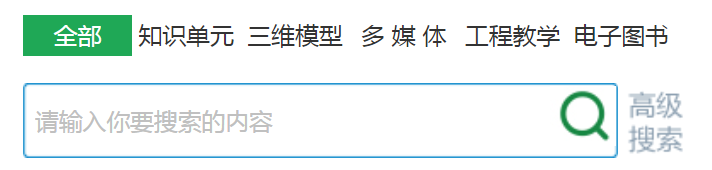 全部 知识单元 三维模型 多 媒 体 工程教学 电子图书
请输入你要搜索的内容
高级
搜索